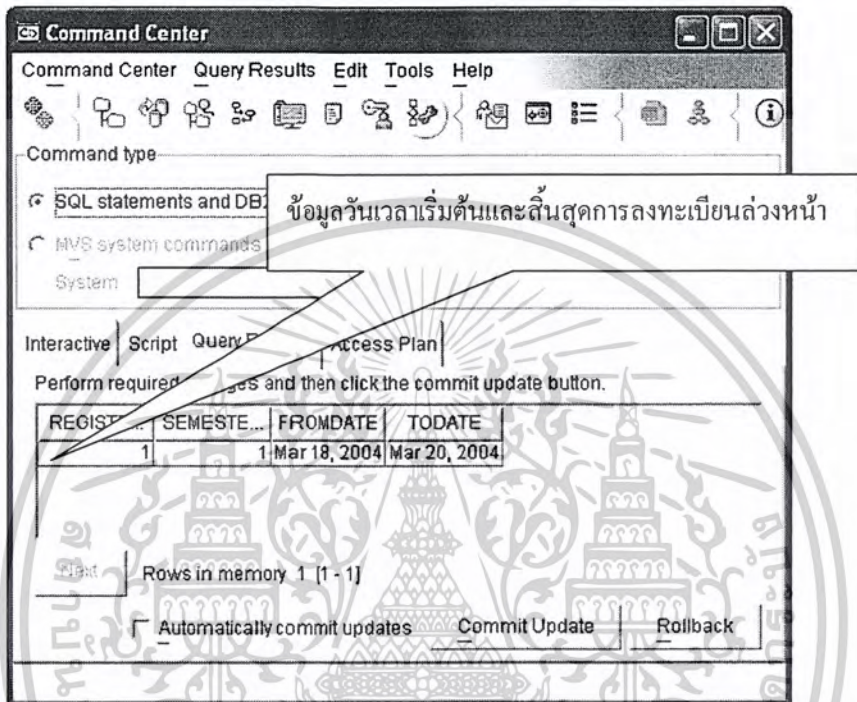 Command Center
Command Center Query Results Edit Tools Help
Command type
SQL statements and DB2
ข้อมูลวันเวลาเริ่มต้นและสิ้นสุดการลงทะเบียนล่วงหน้า
MVS system commands
System
Interactive Script Query Access Plan
Perform required and then click the commit update button.
REGIST... SEMESTE... FROMDATE TODATE
1 1 Mar 18, 2004 Mar 20, 2004
Next Rows in memory 1 [1 - 1]
Automatically commit updates Commit Update Rollback